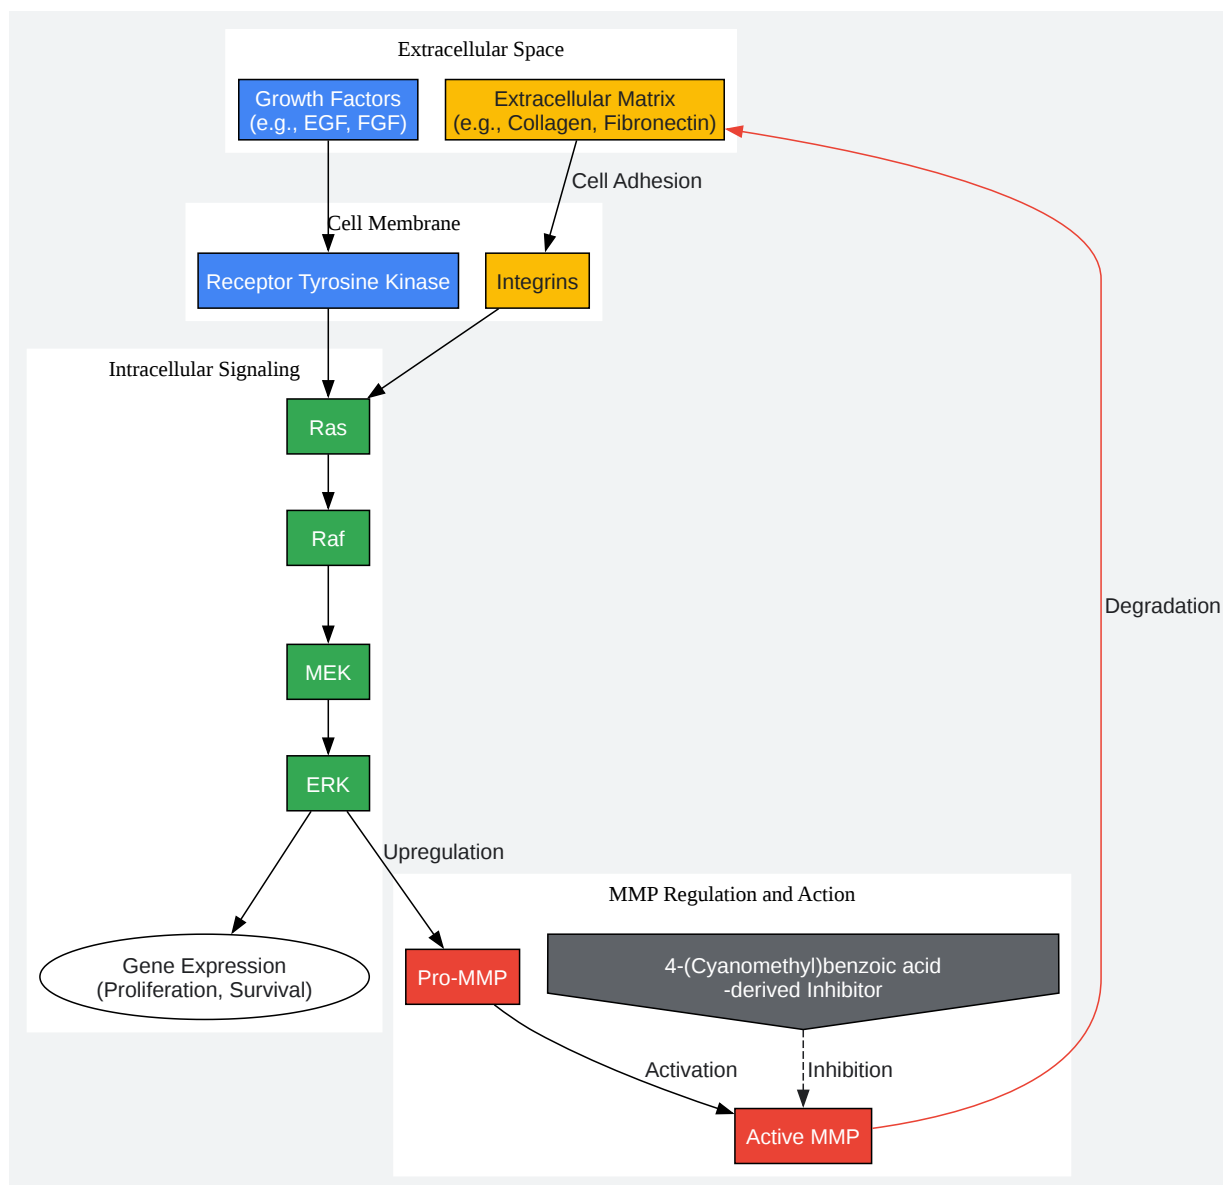 Extracellular Space
Growth Factors
(e.g., EGF, FGF)
Extracellular Matrix
(e.g., Collagen, Fibronectin)
Cell Adhesion
Cell Membrane
Receptor Tyrosine Kinase
Integrins
Intracellular Signaling
Ras
Raf
Degradation
MEK
ERK
Upregulation
MMP Regulation and Action
Gene Expression
(Proliferation, Survival)
Pro-MMP
4-(Cyanomethyl)benzoic acid
-derived Inhibitor
Activation
Inhibition
Active MMP